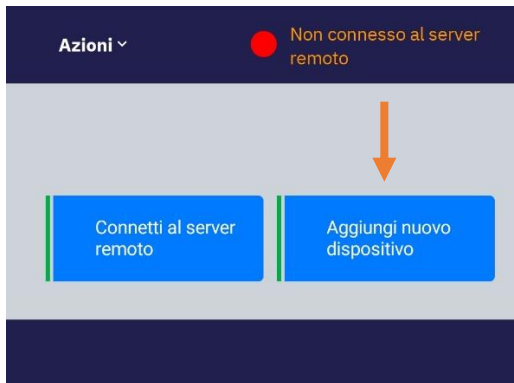 Azioni
Non connesso al server
remoto
Connetti al server
remoto
Aggiungi nuovo
dispositivo